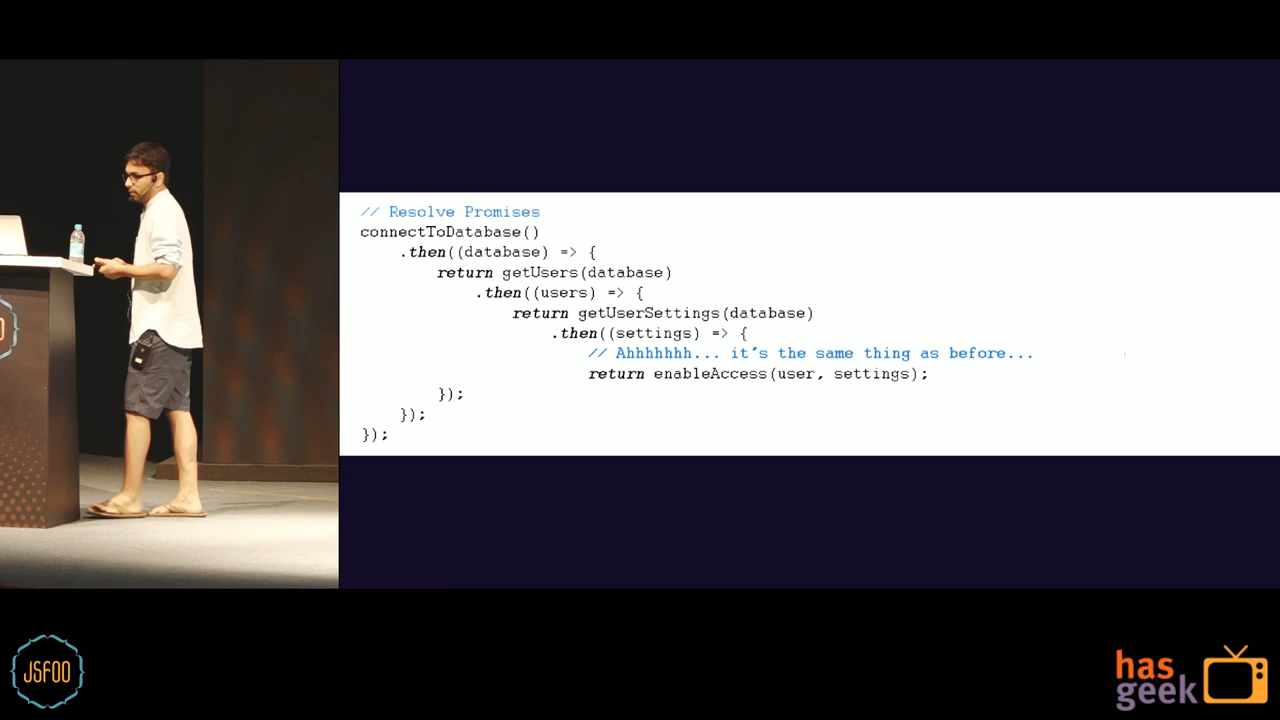 // Resolve Promises
connectToDatabase()
.then((database) => {
return getUsers(database)
.then((users) => {
return getUserSettings(database)
.then((settings) => {
// Ahhhhhhh... it's the same thing as before...
return enableAccess(user, settings);
});
});
});
JSFOO
has
geek